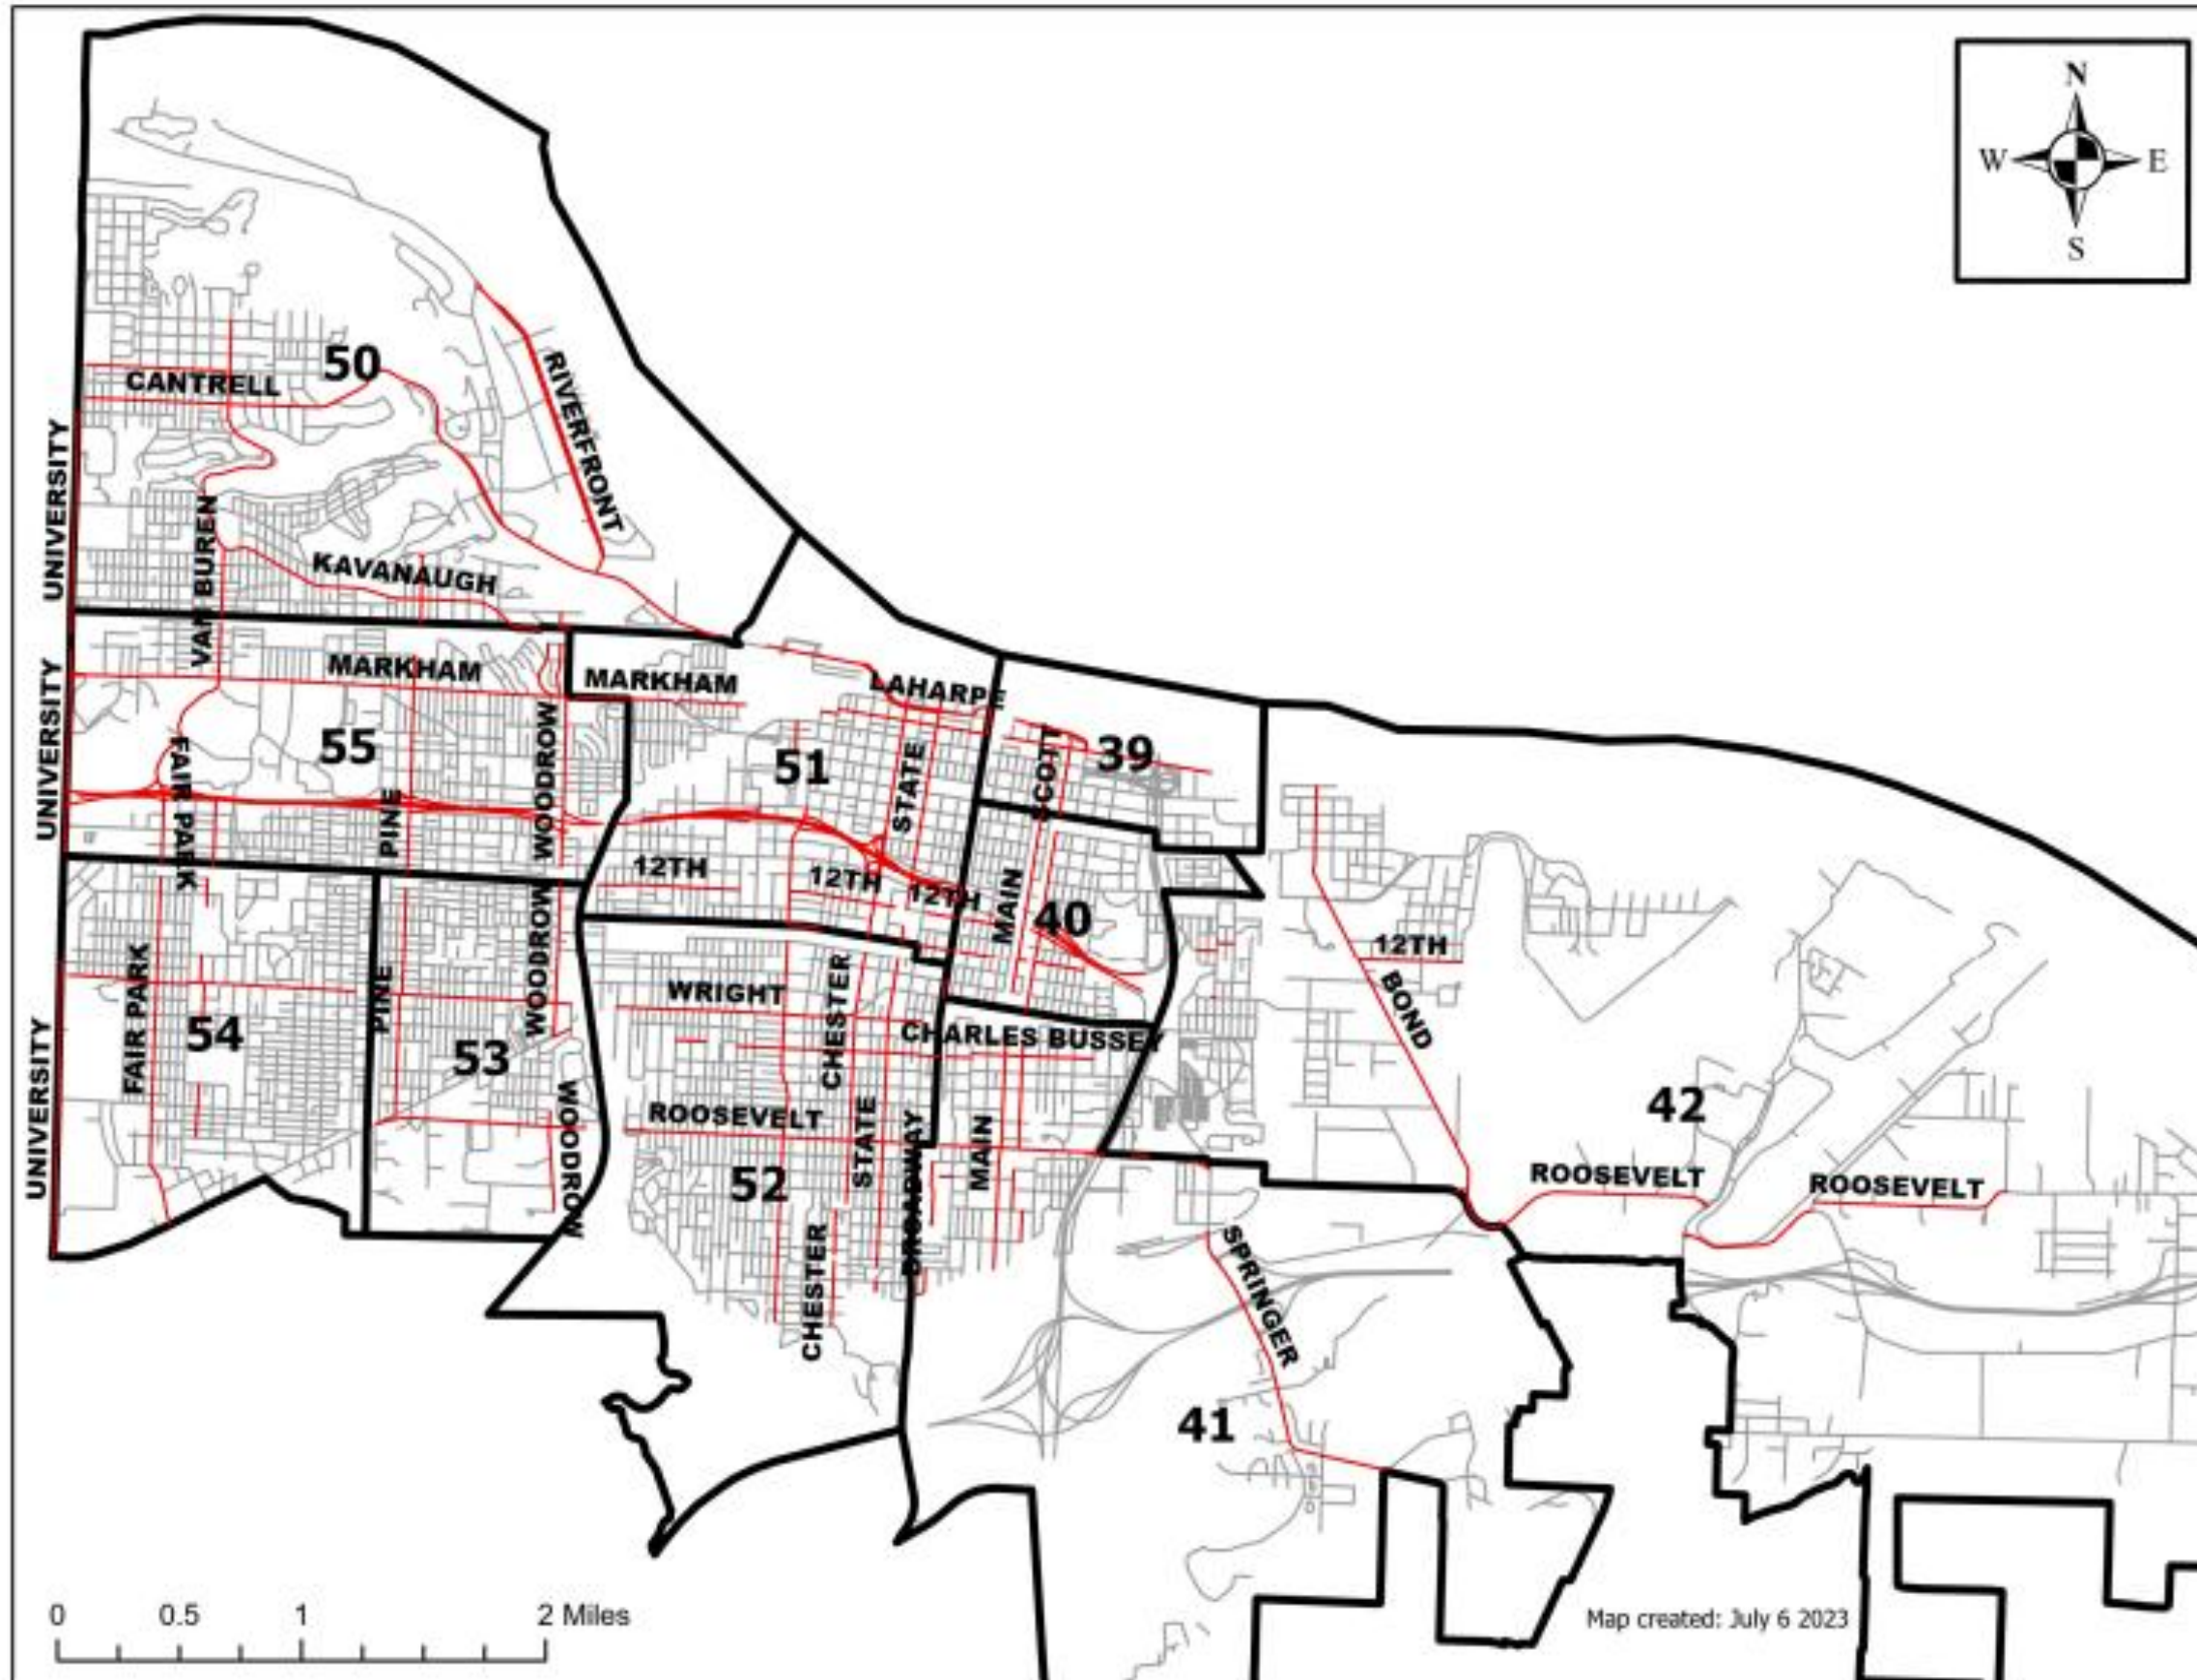 N
W E
S
50
CANTRELL
RIVERFRONT
UNIVERSITY
VAN BUREN
KAVANAUGH
MARKHAM
MARKHAM
LAHARPE
UNIVERSITY
FAIR PARK
55
PINE
WOODROW
51
STATE
SCOTT
39
12TH
12TH
12TH
MAIN
40
12TH
BOND
FAIR PARK
54
PINE
53
WOODROW
WRIGHT
CHESTER
CHARLES BUSSEY
UNIVERSITY
WOODROW
ROOSEVELT
52
STATE
BROADWAY
MAIN
42
ROOSEVELT
ROOSEVELT
CHESTER
SPRINGER
41
0 0.5 1 2 Miles
Map created: July 6 2023